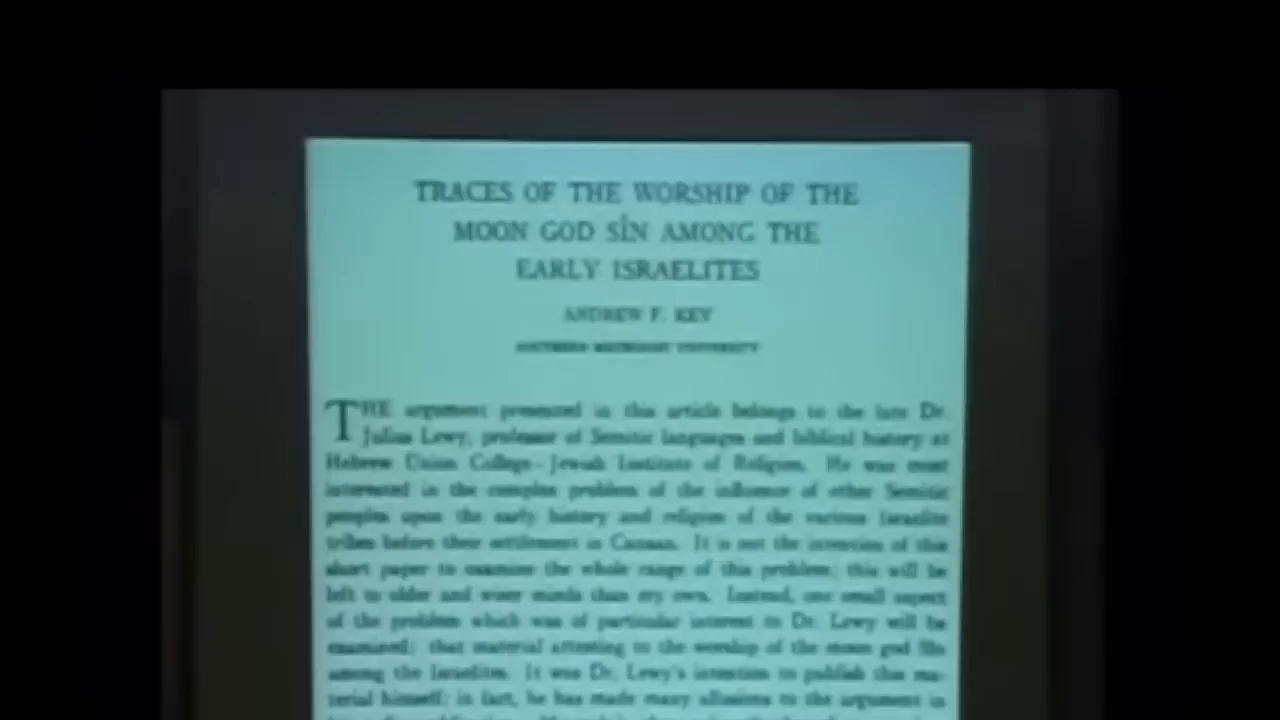 TRACES OF THE WORSHIP OF THE
MOON GOD SÎN AMONG THE
EARLY ISRAELITES
ANDREW F. KEY
SOUTHERN METHODIST UNIVERSITY
THE argument presented in this article belongs to the late Dr.
Julius Lewy, professor of Semitic languages and biblical history at
Hebrew Union College-Jewish Institute of Religion. He was most
interested in the complex problem of the influence of other Semitic
peoples upon the early history and religion of the various Israelite
tribes before their settlement in Canaan. It is not the intention of this
short paper to examine the whole range of this problem; this will be
left to older and wiser minds than my own. Instead, one small aspect
of the problem which was of particular interest to Dr. Lewy will be
examined: that material attesting to the worship of the moon god Sîn
among the Israelites. It was Dr. Lewy's intention to publish this ma-
terial himself; in fact, he has made many allusions to the argument in